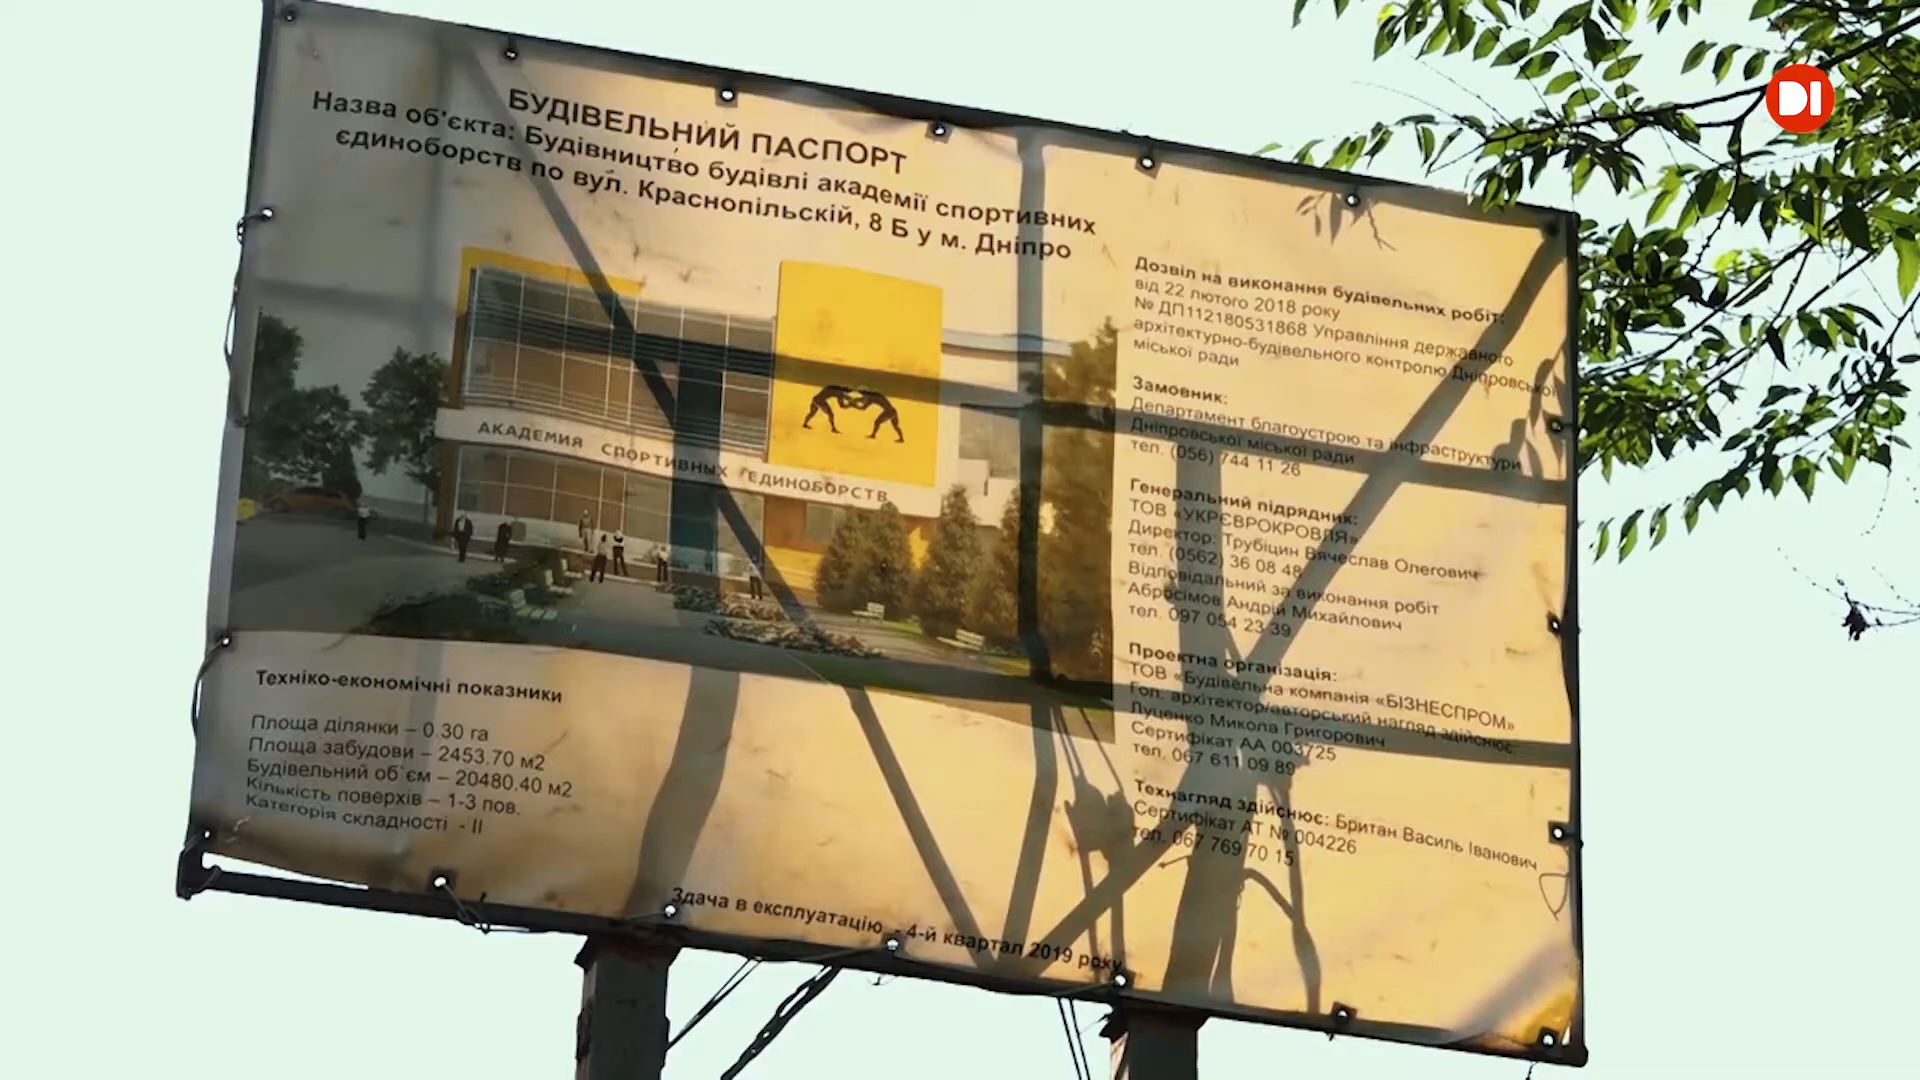 БУДІВЕЛЬНИЙ ПАСПОРТ
Назва об'єкта: Будівництво будівлі академії спортивних
єдиноборств по вул. Краснопільскій, 8 Б у м. Дніпро
АКАДЕМИЯ СПОРТИВНЫХ ЕДИНОБОРСТВ
Техніко-економічні показники
Площа ділянки – 0.30 га
Площа забудови – 2453.70 м2
Будівельний об`єм – 20480.40 м2
Кількість поверхів – 1-3 пов.
Категорія складності - II
Дозвіл на виконання будівельних робіт:
від 22 лютого 2018 року
№ ДП112180531868 Управління державного
архітектурно-будівельного контролю Дніпровської
міської ради
Замовник:
Департамент благоустрою та інфраструктури
Дніпровської міської ради
тел. (056) 744 11 26
Генеральний підрядник:
ТОВ «УКРЄВРОКРОВЛЯ»
Директор: Трубіцин Вячеслав Олегович
тел. (0562) 36 08 48
Відповідальний за виконання робіт
Абросімов Андрій Михайлович
тел. 097 054 23 39
Проектна організація:
ТОВ «Будівельна компанія «БІЗНЕСПРОМ»
Гол. архітектор/авторський нагляд здійснює:
Луценко Микола Григорович
Сертифікат АА 003725
тел. 067 611 09 89
Технагляд здійснює: Британ Василь Іванович
Сертифікат АТ № 004226
тел. 067 769 70 15
Здача в експлуатацію - 4-й квартал 2019 року
DI